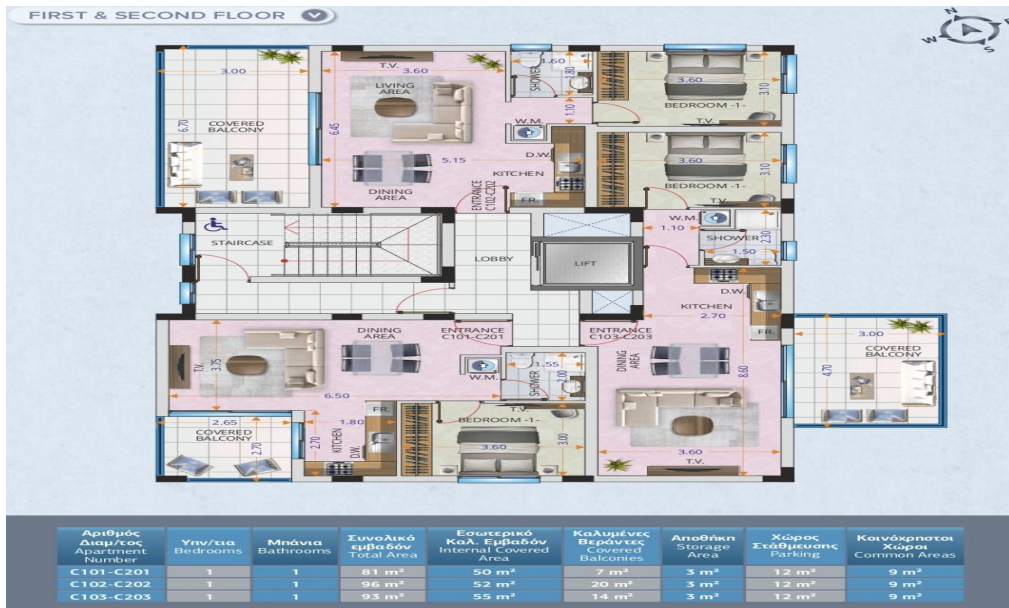 FIRST & SECOND FLOOR
N
W
S
T.V.
3.00
3.60
LIVING
AREA
1.60
1.80
SHOWER
3.60
3.10
BEDROOM -1-
T.V.
COVERED
BALCONY
6.70
6.45
1.10
W.M.
D.W.
5.15
KITCHEN
DINING
AREA
FR.
ENTRANCE
C102-C202
3.60
3.10
BEDROOM -1-
T.V.
W.M.
1.10
SHOWER
2.30
1.50
STAIRCASE
LOBBY
LIFT
D.W.
KITCHEN
2.70
FR.
DINING
AREA
ENTRANCE
C101-C201
ENTRANCE
C103-C203
DINING
AREA
8.60
3.00
COVERED
BALCONY
4.70
T.V.
3.75
W.M.
1.55
SHOWER
2.00
6.50
FR.
T.V.
BEDROOM -1-
2.65
COVERED
BALCONY
2.70
1.80
2.70
KITCHEN
D.W.
3.60
3.00
3.60
T.V.
Αριθμός
Διαμ/τος
Apartment
Number
Υπν/τια
Bedrooms
Μπάνια
Bathrooms
Συνολικό
εμβαδόν
Total Area
Εσωτερικό
Καλ. Εμβαδόν
Internal Covered
Area
Καλυμένες
Βεράντες
Covered
Balconies
Αποθήκη
Storage
Area
Χώρος
Στάθμευσης
Parking
Κοινόχρηστοι
Χώροι
Common Areas
C101-C201 1 1 81 m² 50 m² 7 m² 3 m² 12 m² 9 m²
C102-C202 1 1 96 m² 52 m² 20 m² 3 m² 12 m² 9 m²
C103-C203 1 1 93 m² 55 m² 14 m² 3 m² 12 m² 9 m²